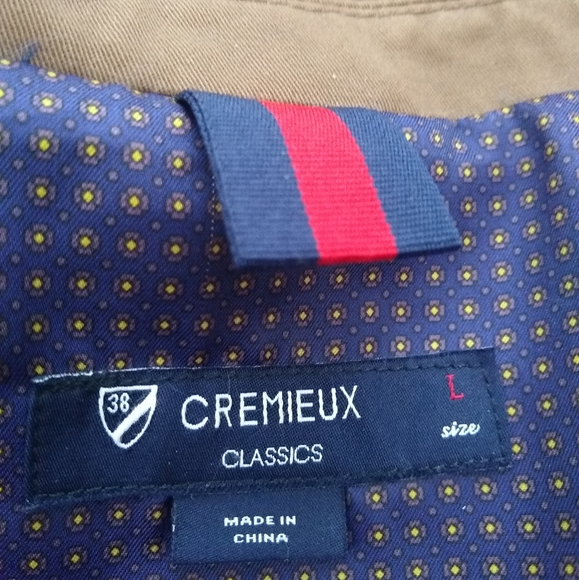 38 CREMIEUX L
CLASSICS size
MADE IN
CHINA